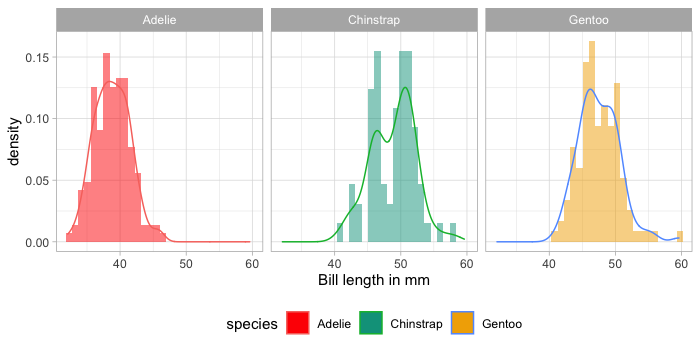 Adelie Chinstrap Gentoo
0.15
0.10
0.05
0.00
density
40 50 60 40 50 60 40 50 60
Bill length in mm
species Adelie Chinstrap Gentoo